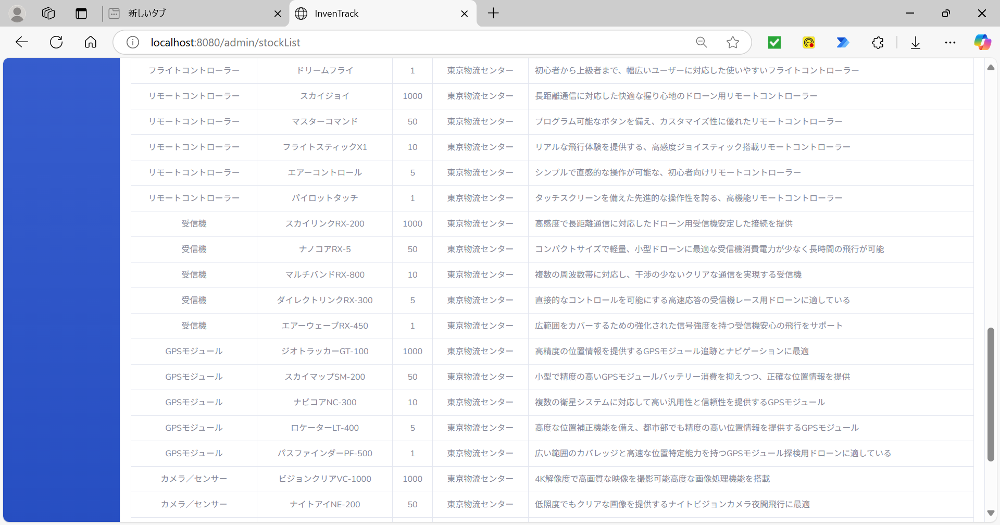 新しいタブ
InvenTrack
localhost:8080/admin/stockList
フライトコントローラー ドリームフライ 1 東京物流センター 初心者から上級者まで、幅広いユーザーに対応した使いやすいフライトコントローラー
リモートコントローラー スカイジョイ 1000 東京物流センター 長距離通信に対応した快適な握り心地のドローン用リモートコントローラー
リモートコントローラー マスターコマンド 50 東京物流センター プログラム可能なボタンを備え、カスタマイズ性に優れたリモートコントローラー
リモートコントローラー フライトスティックX1 10 東京物流センター リアルな飛行体験を提供する、高感度ジョイスティック搭載リモートコントローラー
リモートコントローラー エアーコントロール 5 東京物流センター シンプルで直感的な操作が可能な、初心者向けリモートコントローラー
リモートコントローラー パイロットタッチ 1 東京物流センター タッチスクリーンを備えた先進的な操作性を誇る、高機能リモートコントローラー
受信機 スカイリンクRX-200 1000 東京物流センター 高感度で長距離通信に対応したドローン用受信機安定した接続を提供
受信機 ナノコアRX-5 50 東京物流センター コンパクトサイズで軽量、小型ドローンに最適な受信機消費電力が少なく長時間の飛行が可能
受信機 マルチバンドRX-800 10 東京物流センター 複数の周波数帯に対応し、干渉の少ないクリアな通信を実現する受信機
受信機 ダイレクトリンクRX-300 5 東京物流センター 直接的なコントロールを可能にする高速応答の受信機レース用ドローンに適している
受信機 エアーウェーブRX-450 1 東京物流センター 広範囲をカバーするための強化された信号強度を持つ受信機安心の飛行をサポート
GPSモジュール ジオトラッカーGT-100 1000 東京物流センター 高精度の位置情報を提供するGPSモジュール追跡とナビゲーションに最適
GPSモジュール スカイマップSM-200 50 東京物流センター 小型で精度の高いGPSモジュールバッテリー消費を抑えつつ、正確な位置情報を提供
GPSモジュール ナビコアNC-300 10 東京物流センター 複数の衛星システムに対応して高い汎用性と信頼性を提供するGPSモジュール
GPSモジュール ロケーターLT-400 5 東京物流センター 高度な位置補正機能を備え、都市部でも精度の高い位置情報を提供するGPSモジュール
GPSモジュール パスファインダーPF-500 1 東京物流センター 広い範囲のカバレッジと高速な位置特定能力を持つGPSモジュール探検用ドローンに適している
カメラ／センサー ビジョンクリアVC-1000 1000 東京物流センター 4K解像度で高画質な映像を撮影可能高度な画像処理機能を搭載
カメラ／センサー ナイトアイNE-200 50 東京物流センター 低照度でもクリアな画像を提供するナイトビジョンカメラ夜間飛行に最適